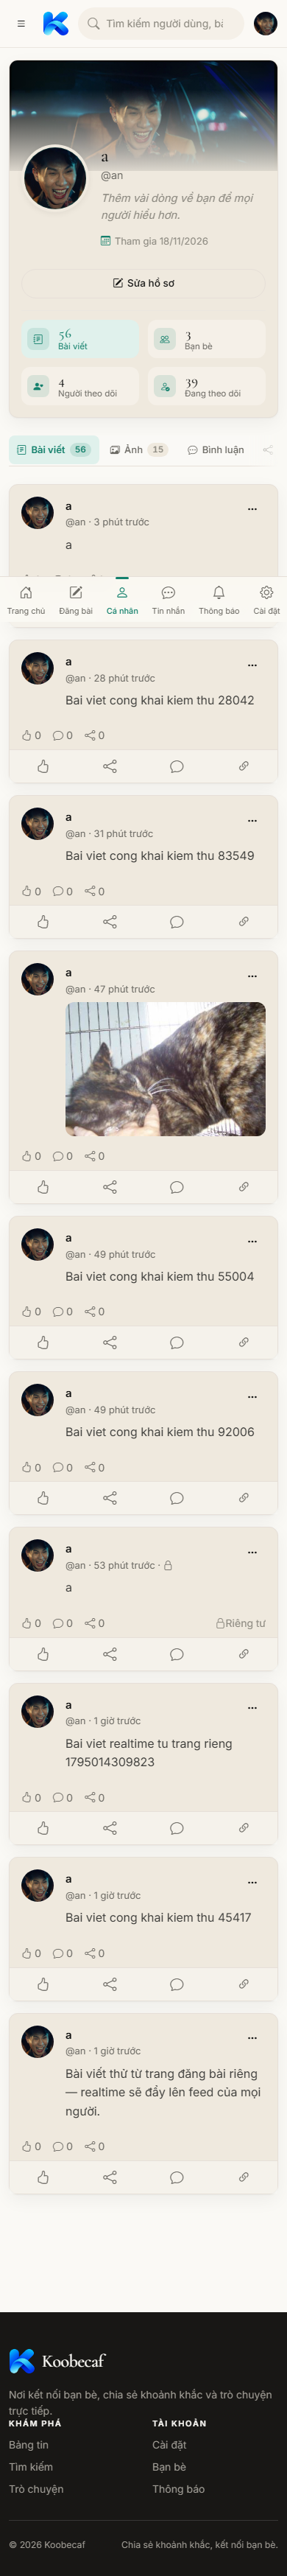 Tìm kiếm người dùng, bà
a
@an
Thêm vài dòng về bạn để mọi
người hiểu hơn.
Tham gia 18/11/2026
Sửa hồ sơ
56
Bài viết
3
Bạn bè
4
Người theo dõi
39
Đang theo dõi
Bài viết 56
Ảnh 15
Bình luận
a
@an · 3 phút trước
a
Trang chủ
Đăng bài
Cá nhân
Tin nhắn
Thông báo
Cài đặt
a
@an · 28 phút trước
Bai viet cong khai kiem thu 28042
0 0 0
a
@an · 31 phút trước
Bai viet cong khai kiem thu 83549
0 0 0
a
@an · 47 phút trước
0 0 0
a
@an · 49 phút trước
Bai viet cong khai kiem thu 55004
0 0 0
a
@an · 49 phút trước
Bai viet cong khai kiem thu 92006
0 0 0
a
@an · 53 phút trước ·
a
0 0 0 Riêng tư
a
@an · 1 giờ trước
Bai viet realtime tu trang rieng
1795014309823
0 0 0
a
@an · 1 giờ trước
Bai viet cong khai kiem thu 45417
0 0 0
a
@an · 1 giờ trước
Bài viết thử từ trang đăng bài riêng
— realtime sẽ đẩy lên feed của mọi
người.
0 0 0
Koobecaf
Nơi kết nối bạn bè, chia sẻ khoảnh khắc và trò chuyện
trực tiếp.
KHÁM PHÁ
Bảng tin
Tìm kiếm
Trò chuyện
TÀI KHOẢN
Cài đặt
Bạn bè
Thông báo
© 2026 Koobecaf
Chia sẻ khoảnh khắc, kết nối bạn bè.